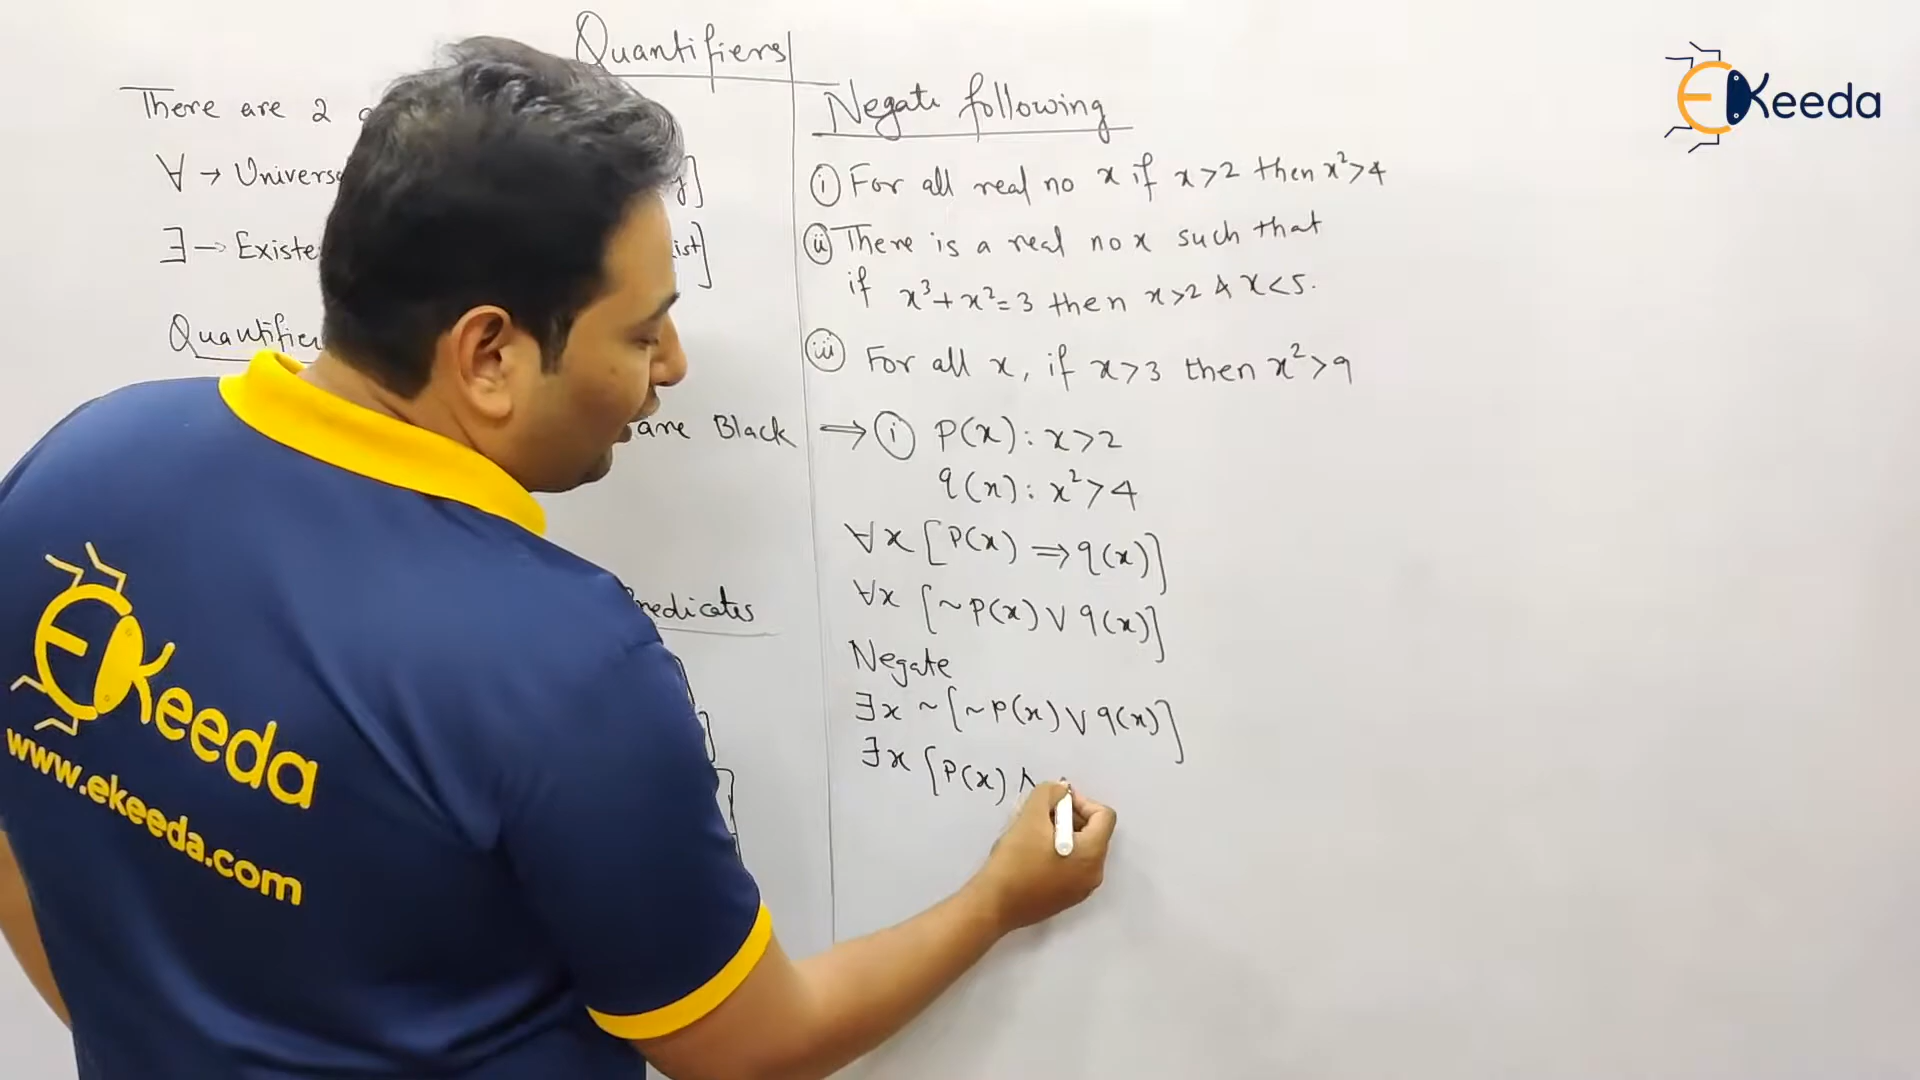 Quantifiers
There are 2
∀ → Universa
∃ → Existe ist]
Quantifier
are Black
Negate following
(i) For all real no x if x>2 then x²>4
(ii) There is a real no x such that
if x³+x²=3 then x>2 & x<5.
(iii) For all x, if x>3 then x²>9
⇒ (i) P(x): x>2
q(x): x²>4
∀x [P(x) ⇒ q(x)]
∀x [~P(x) ∨ q(x)]
Negate
∃x ~[~P(x) ∨ q(x)]
∃x [P(x) ∧
EKeeda
EKeeda
www.ekeeda.com